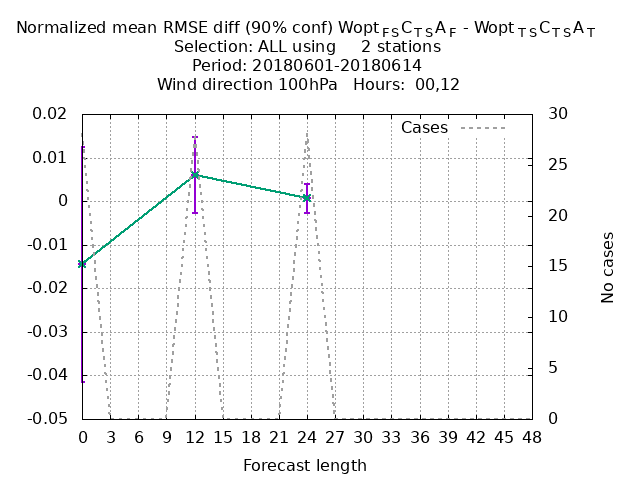 Normalized mean RMSE diff (90% conf) Wopt FS C TS A F - Wopt TS C TS A T
Selection: ALL using 2 stations
Period: 20180601-20180614
Wind direction 100hPa Hours: 00,12
Cases
0.02
0.01
0
-0.01
-0.02
-0.03
-0.04
-0.05
30
25
20
15
10
5
0
No cases
0 3 6 9 12 15 18 21 24 27 30 33 36 39 42 45 48
Forecast length